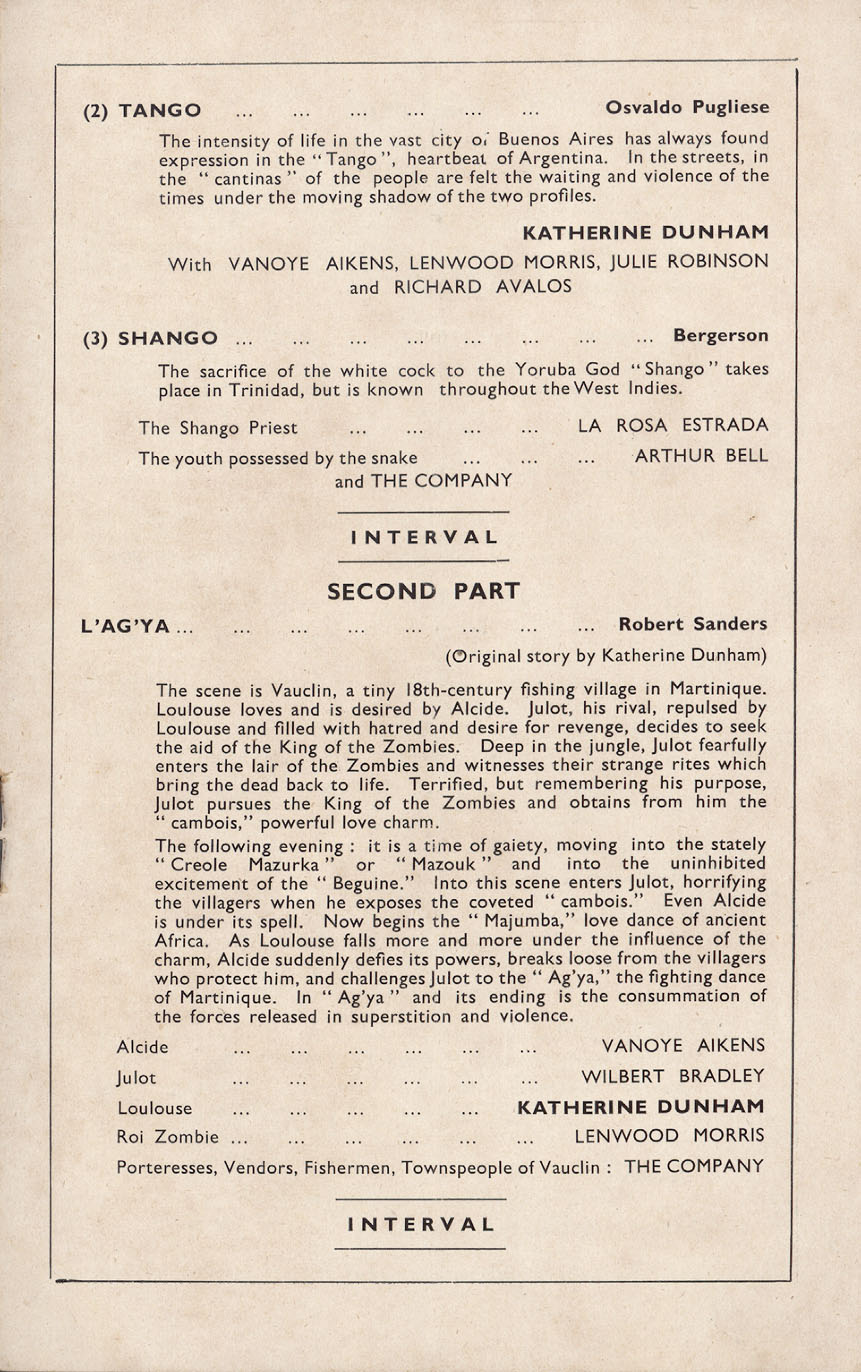 (2) TANGO ... ... ... ... ... ... Osvaldo Pugliese
The intensity of life in the vast city of Buenos Aires has always found
expression in the “Tango”, heartbeat of Argentina. In the streets, in
the “ cantinas ” of the people are felt the waiting and violence of the
times under the moving shadow of the two profiles.
KATHERINE DUNHAM
With VANOYE AIKENS, LENWOOD MORRIS, JULIE ROBINSON
and RICHARD AVALOS
(3) SHANGO ... ... ... ... ... ... ... ... Bergerson
The sacrifice of the white cock to the Yoruba God “Shango” takes
place in Trinidad, but is known throughout the West Indies.
The Shango Priest ... ... ... ... LA ROSA ESTRADA
The youth possessed by the snake ... ... ... ARTHUR BELL
and THE COMPANY
INTERVAL
SECOND PART
L’AG’YA ... ... ... ... ... ... ... ... Robert Sanders
(Original story by Katherine Dunham)
The scene is Vauclin, a tiny 18th-century fishing village in Martinique.
Loulouse loves and is desired by Alcide. Julot, his rival, repulsed by
Loulouse and filled with hatred and desire for revenge, decides to seek
the aid of the King of the Zombies. Deep in the jungle, Julot fearfully
enters the lair of the Zombies and witnesses their strange rites which
bring the dead back to life. Terrified, but remembering his purpose,
Julot pursues the King of the Zombies and obtains from him the
“ cambois,” powerful love charm.
The following evening : it is a time of gaiety, moving into the stately
“ Creole Mazurka ” or “ Mazouk ” and into the uninhibited
excitement of the “ Beguine.” Into this scene enters Julot, horrifying
the villagers when he exposes the coveted “ cambois.” Even Alcide
is under its spell. Now begins the “ Majumba,” love dance of ancient
Africa. As Loulouse falls more and more under the influence of the
charm, Alcide suddenly defies its powers, breaks loose from the villagers
who protect him, and challenges Julot to the “ Ag’ya,” the fighting dance
of Martinique. In “ Ag’ya ” and its ending is the consummation of
the forces released in superstition and violence.
Alcide ... ... ... ... ... ... VANOYE AIKENS
Julot ... ... ... ... ... ... WILBERT BRADLEY
Loulouse ... ... ... ... ... KATHERINE DUNHAM
Roi Zombie ... ... ... ... ... ... LENWOOD MORRIS
Porteresses, Vendors, Fishermen, Townspeople of Vauclin : THE COMPANY
INTERVAL